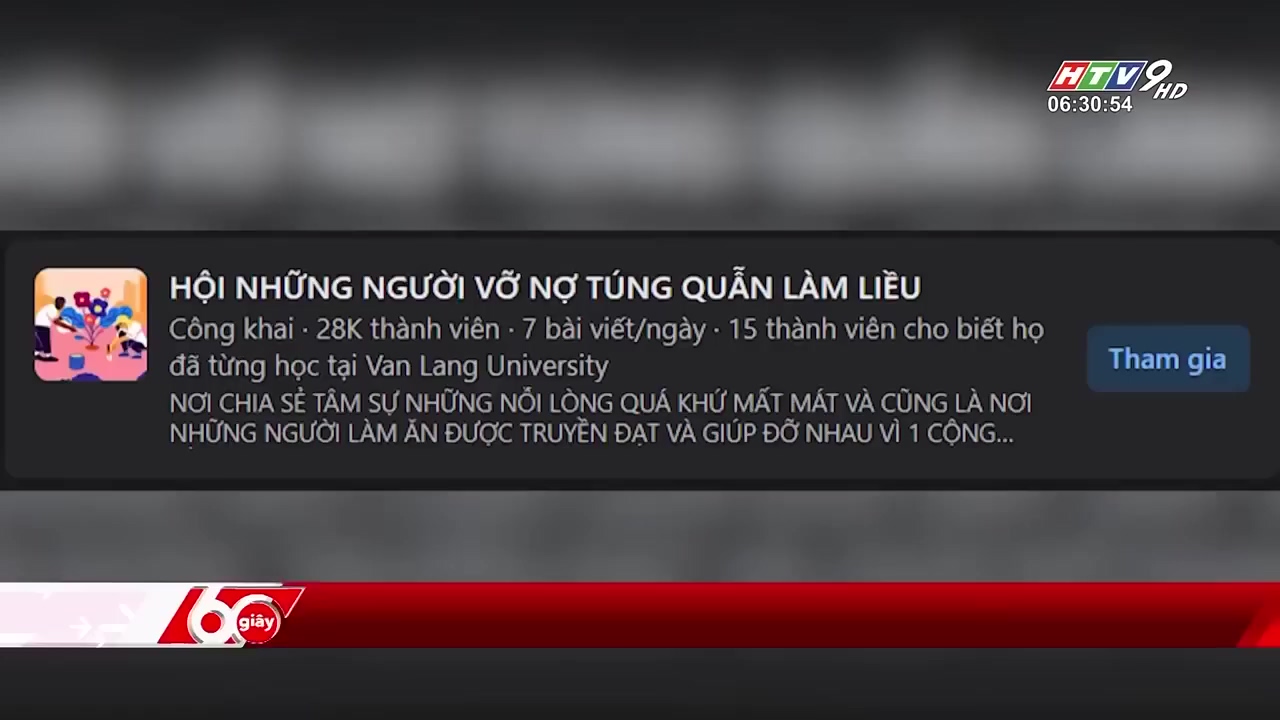 HTV9 HD
06:30:54
HỘI NHỮNG NGƯỜI VỠ NỢ TÚNG QUẪN LÀM LIỀU
Công khai · 28K thành viên · 7 bài viết/ngày · 15 thành viên cho biết họ
đã từng học tại Van Lang University
Tham gia
NƠI CHIA SẺ TÂM SỰ NHỮNG NỖI LÒNG QUÁ KHỨ MẤT MÁT VÀ CŨNG LÀ NƠI
NHỮNG NGƯỜI LÀM ĂN ĐƯỢC TRUYỀN ĐẠT VÀ GIÚP ĐỠ NHAU VÌ 1 CỘNG...
60 giây